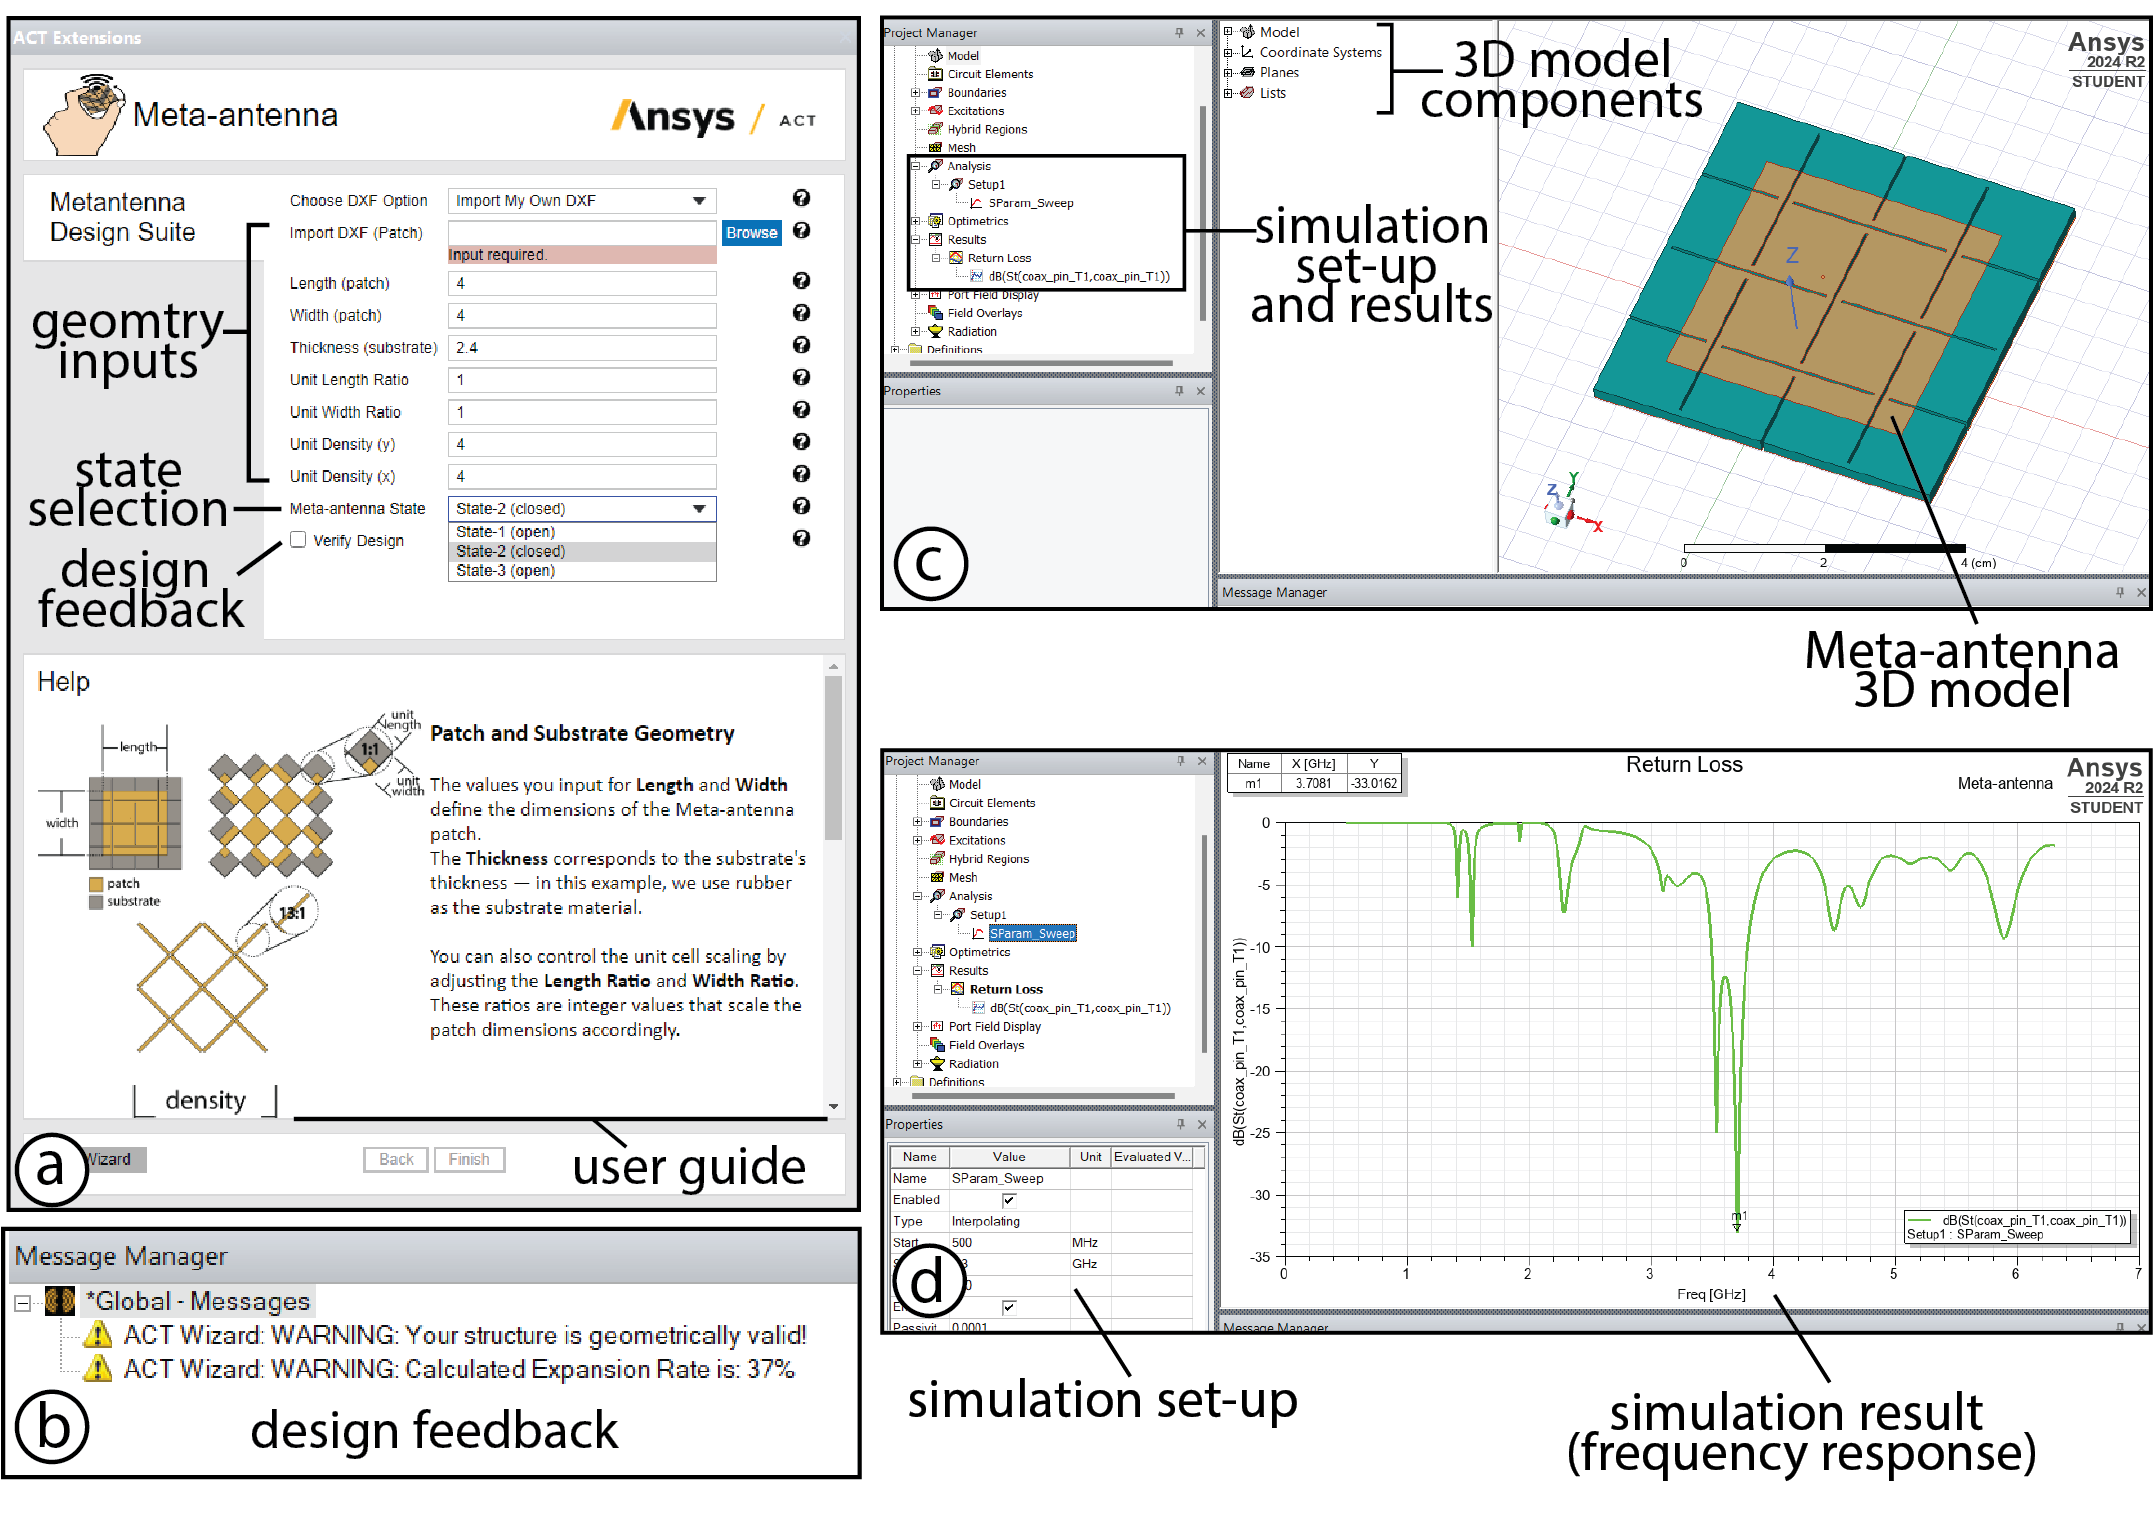 ACT Extensions
Meta-antenna
Ansys / ACT
Metantenna
Design Suite
Choose DXF Option
Import My Own DXF
Import DXF (Patch)
Browse
Input required.
Length (patch)
4
Width (patch)
4
Thickness (substrate)
2.4
Unit Length Ratio
1
Unit Width Ratio
1
Unit Density (y)
4
Unit Density (x)
4
Meta-antenna State
State-2 (closed)
State-1 (open)
State-2 (closed)
State-3 (open)
Verify Design
geomtry
inputs
state
selection
design
feedback
Help
length
width
patch
substrate
1:1
unit
length
unit
width
13:1
density
Patch and Substrate Geometry
The values you input for Length and Width
define the dimensions of the Meta-antenna
patch.
The Thickness corresponds to the substrate's
thickness — in this example, we use rubber
as the substrate material.
You can also control the unit cell scaling by
adjusting the Length Ratio and Width Ratio.
These ratios are integer values that scale the
patch dimensions accordingly.
a
Wizard
Back
Finish
user guide
Message Manager
*Global - Messages
ACT Wizard: WARNING: Your structure is geometrically valid!
ACT Wizard: WARNING: Calculated Expansion Rate is: 37%
b
design feedback
Project Manager
Model
Circuit Elements
Boundaries
Excitations
Hybrid Regions
Mesh
Analysis
Setup1
SParam_Sweep
Optimetrics
Results
Return Loss
dB(St(coax_pin_T1,coax_pin_T1))
Port Field Display
Field Overlays
Radiation
Definitions
Properties
c
Model
Coordinate Systems
Planes
Lists
3D model
components
simulation
set-up
and results
Ansys
2024 R2
STUDENT
Z
Z
Y
X
0
2
4 (cm)
Message Manager
Meta-antenna
3D model
Project Manager
Model
Circuit Elements
Boundaries
Excitations
Hybrid Regions
Mesh
Analysis
Setup1
SParam_Sweep
Optimetrics
Results
Return Loss
dB(St(coax_pin_T1,coax_pin_T1))
Port Field Display
Field Overlays
Radiation
Definitions
Properties
Name Value Unit Evaluated V...
Name SParam_Sweep
Enabled
Type Interpolating
Start 500 MHz
GHz
Passivit 0.0001
d
simulation set-up
Name X [GHz] Y
m1 3.7081 -33.0162
Return Loss
Meta-antenna
Ansys
2024 R2
STUDENT
0
-5
-10
-15
-20
-25
-30
-35
dB(St(coax_pin_T1,coax_pin_T1))
m1
dB(St(coax_pin_T1,coax_pin_T1))
Setup1 : SParam_Sweep
0 1 2 3 4 5 6 7
Freq [GHz]
Message Manager
simulation result
(frequency response)